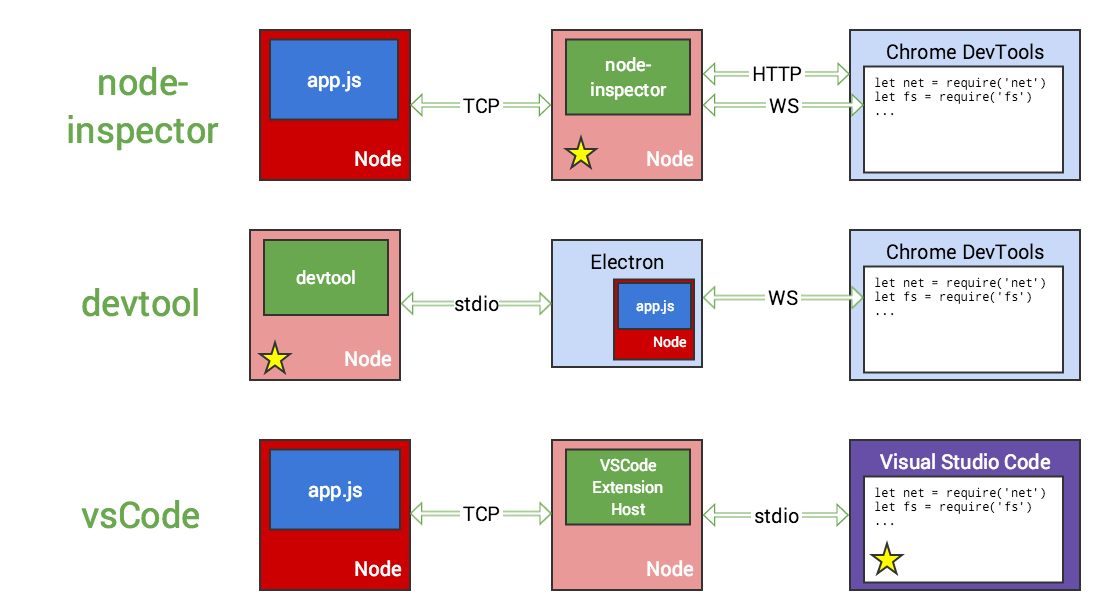 node-
inspector
app.js
Node
TCP
node-
inspector
Node
HTTP
WS
Chrome DevTools
let net = require('net')
let fs = require('fs')
...
devtool
devtool
Node
stdio
Electron
app.js
Node
WS
Chrome DevTools
let net = require('net')
let fs = require('fs')
...
vsCode
app.js
Node
TCP
VSCode
Extension
Host
Node
stdio
Visual Studio Code
let net = require('net')
let fs = require('fs')
...